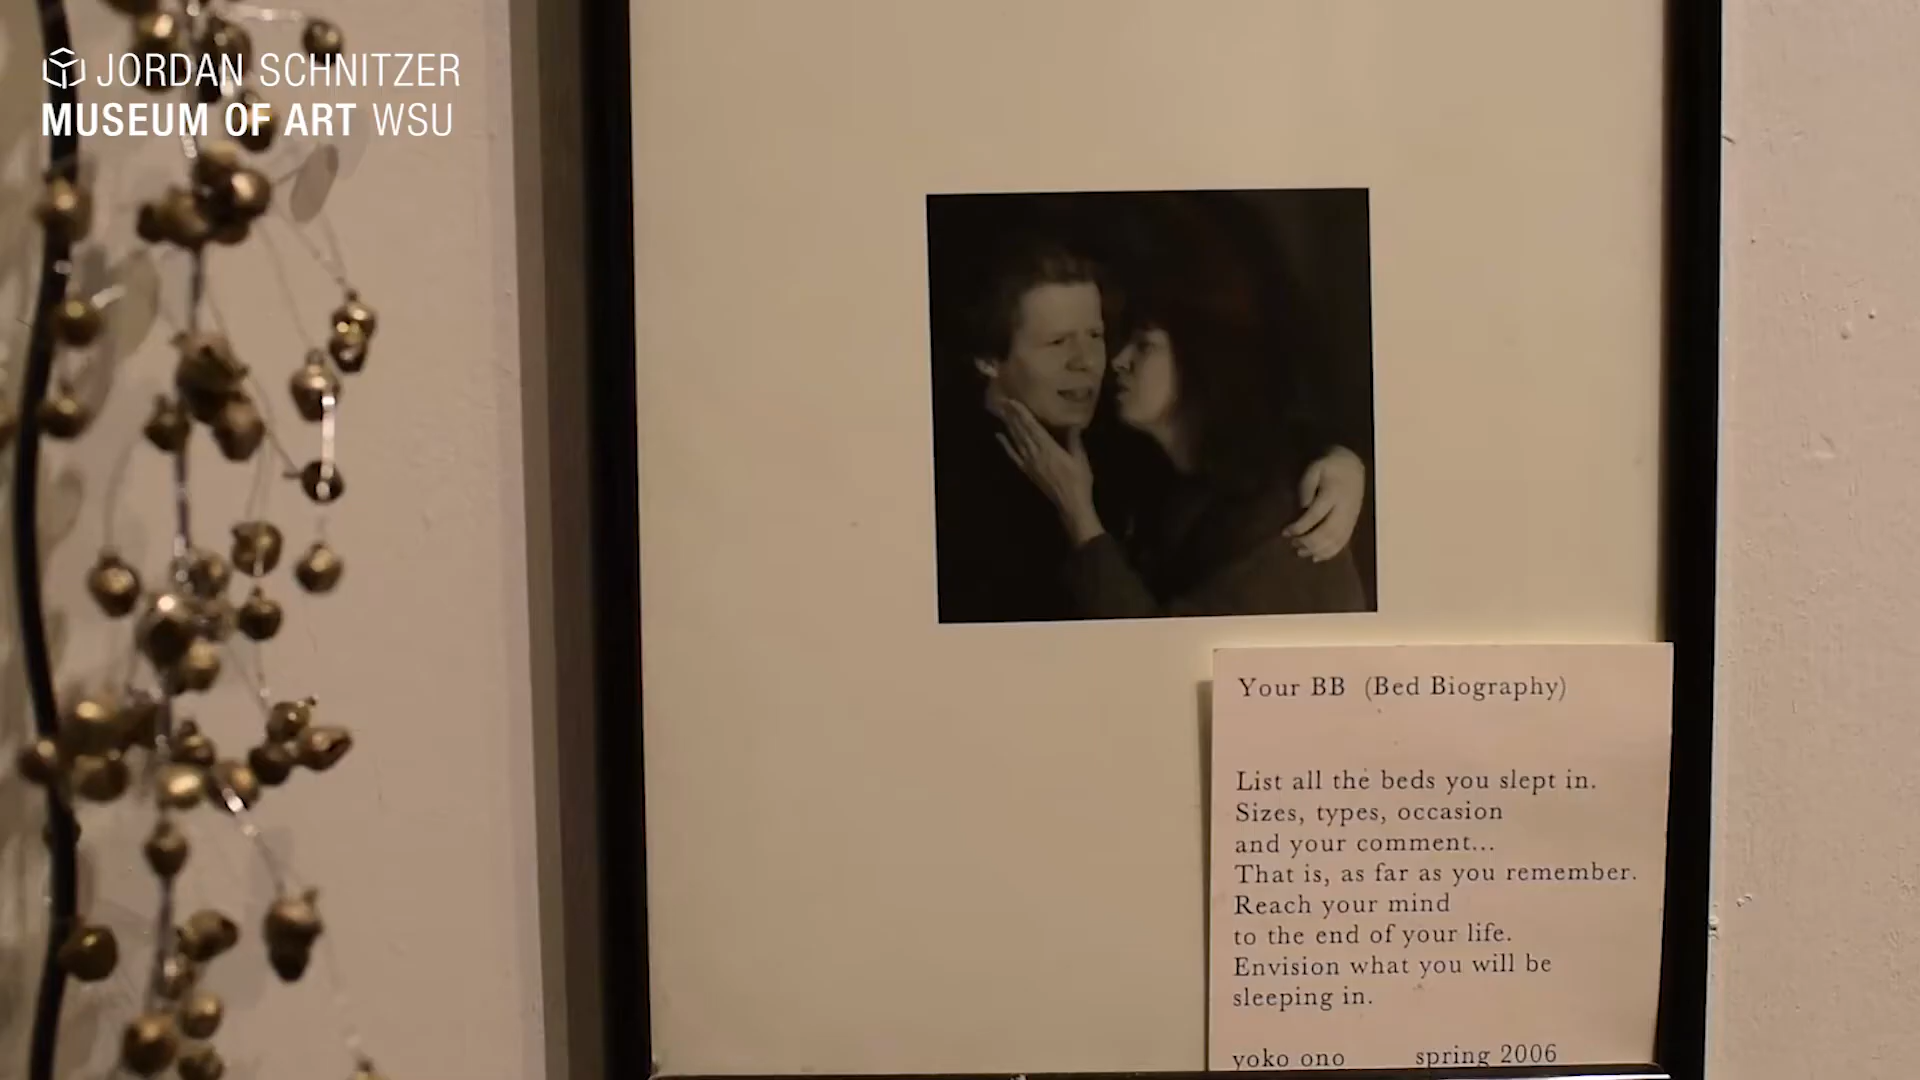 JORDAN SCHNITZER
MUSEUM OF ART WSU
Your BB (Bed Biography)
List all the beds you slept in.
Sizes, types, occasion
and your comment...
That is, as far as you remember.
Reach your mind
to the end of your life.
Envision what you will be
sleeping in.
yoko ono spring 2006